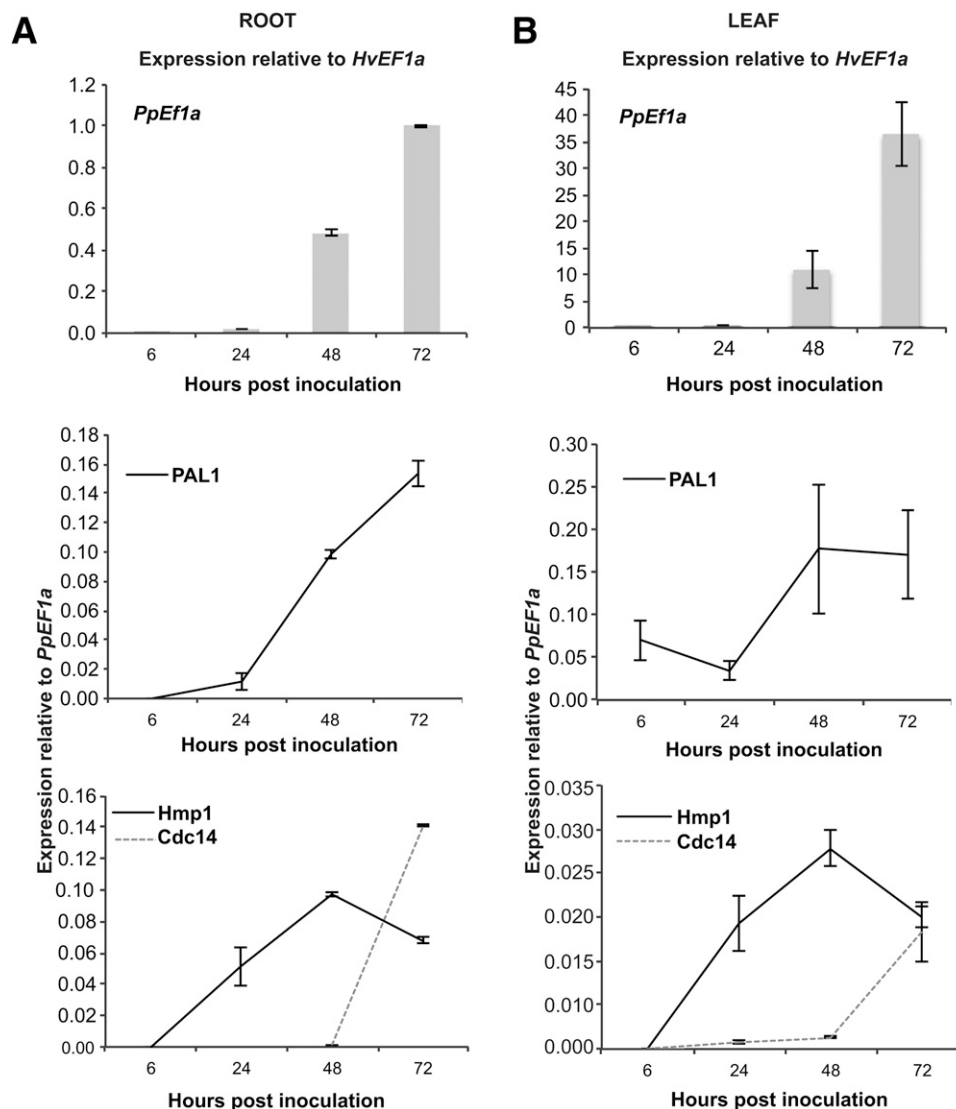 A
ROOT
Expression relative to HvEF1a
PpEf1a
1.2
1.0
0.8
0.6
0.4
0.2
0.0
6 24 48 72
Hours post inoculation
B
LEAF
Expression relative to HvEF1a
PpEf1a
45
40
35
30
25
20
15
10
5
0
6 24 48 72
Hours post inoculation
Expression relative to PpEF1a
PAL1
0.18
0.16
0.14
0.12
0.10
0.08
0.06
0.04
0.02
0.00
6 24 48 72
Hours post inoculation
Hmp1
Cdc14
0.16
0.14
0.12
0.10
0.08
0.06
0.04
0.02
0.00
6 24 48 72
Hours post inoculation
Expression relative to PpEF1a
PAL1
0.30
0.25
0.20
0.15
0.10
0.05
0.00
6 24 48 72
Hours post inoculation
Hmp1
Cdc14
0.035
0.030
0.025
0.020
0.015
0.010
0.005
0.000
6 24 48 72
Hours post inoculation